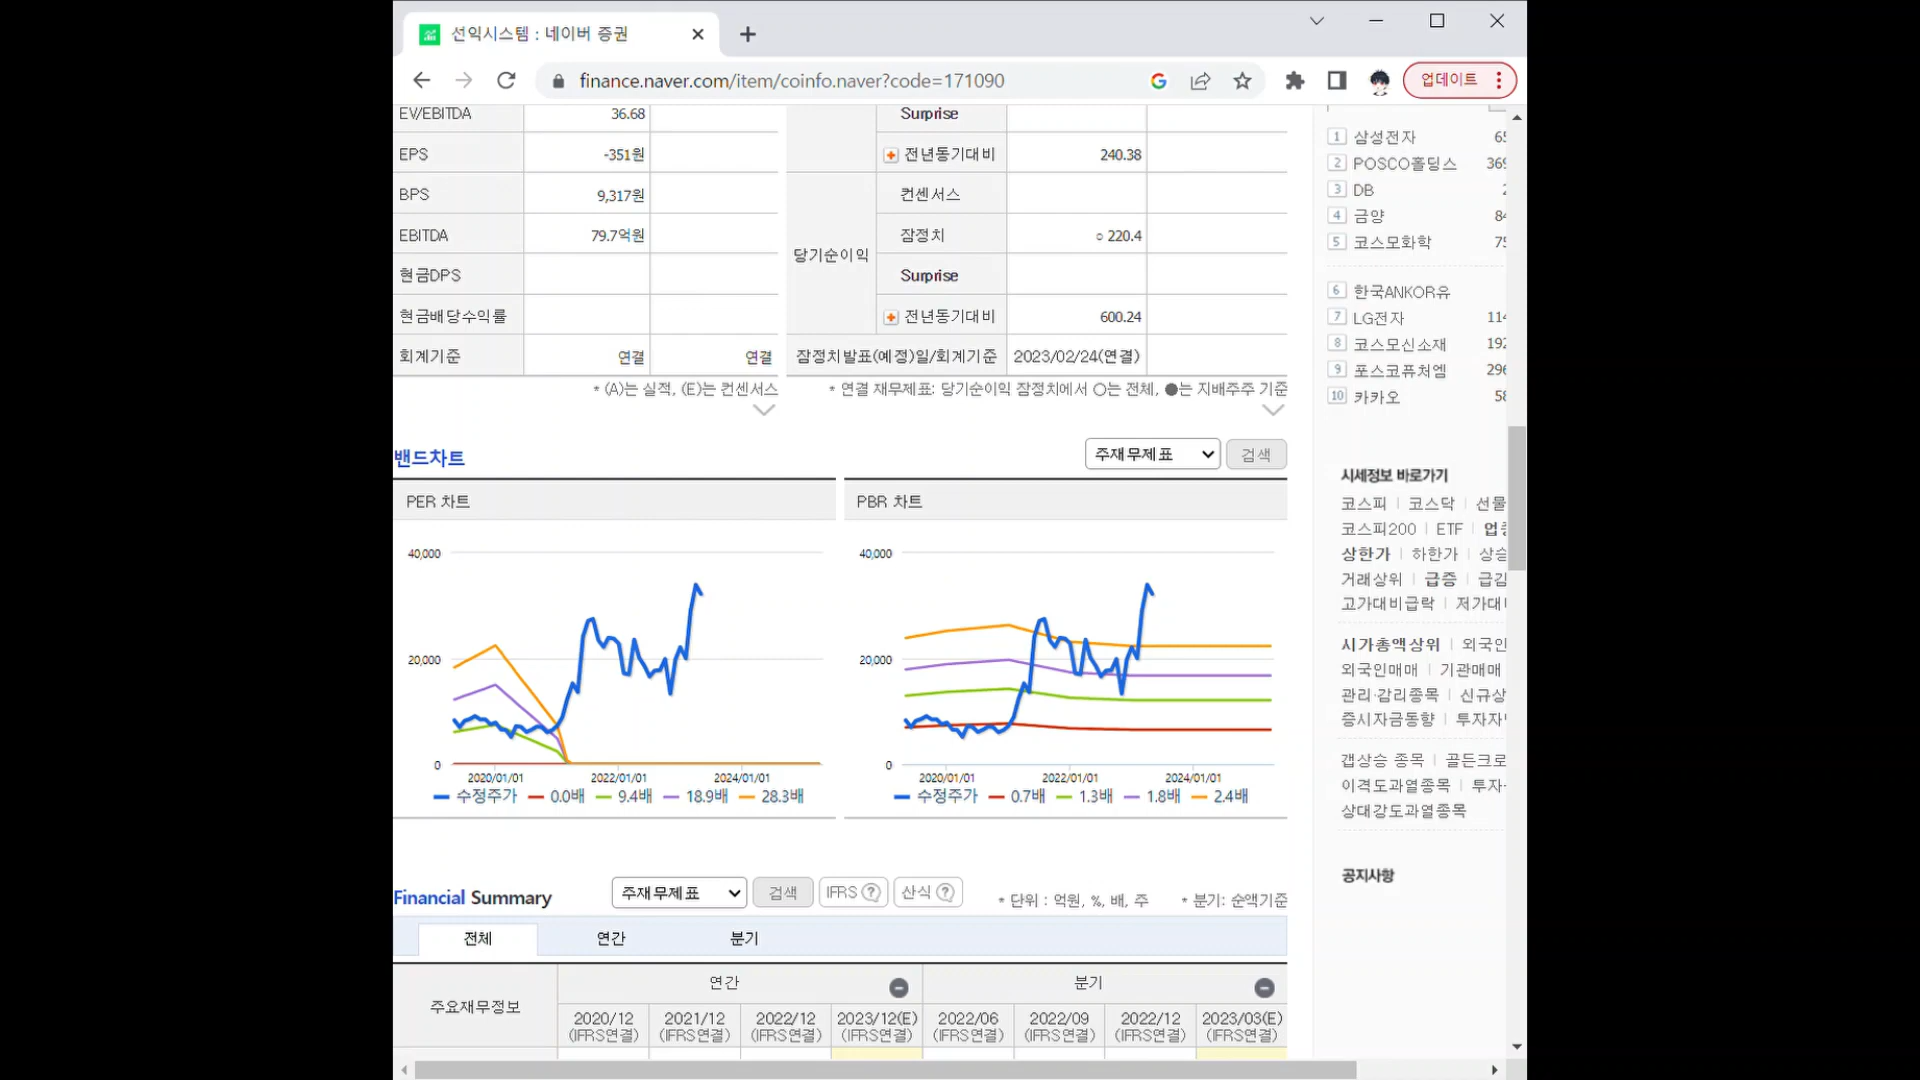 선익시스템 : 네이버 증권
finance.naver.com/item/coinfo.naver?code=171090
업데이트
EV/EBITDA 36.68
EPS -351원
BPS 9,317원
EBITDA 79.7억원
현금DPS
현금배당수익률
회계기준 연결 연결
Surprise
전년동기대비 240.38
당기순이익
컨센서스
잠정치 ○ 220.4
Surprise
전년동기대비 600.24
잠정치발표(예정)일/회계기준 2023/02/24(연결)
* (A)는 실적, (E)는 컨센서스
* 연결 재무제표: 당기순이익 잠정치에서 ○는 전체, ●는 지배주주 기준
밴드차트
주재무제표 검색
PER 차트
40,000
20,000
0
2020/01/01 2022/01/01 2024/01/01
수정주가 0.0배 9.4배 18.9배 28.3배
PBR 차트
40,000
20,000
0
2020/01/01 2022/01/01 2024/01/01
수정주가 0.7배 1.3배 1.8배 2.4배
Financial Summary
주재무제표 검색 IFRS ? 산식 ?
* 단위 : 억원, %, 배, 주 * 분기: 순액기준
전체 연간 분기
주요재무정보
연간 분기
2020/12 2021/12 2022/12 2023/12(E) 2022/06 2022/09 2022/12 2023/03(E)
(IFRS연결) (IFRS연결) (IFRS연결) (IFRS연결) (IFRS연결) (IFRS연결) (IFRS연결) (IFRS연결)
1 삼성전자
2 POSCO홀딩스
3 DB
4 금양
5 코스모화학
6 한국ANKOR유
7 LG전자
8 코스모신소재
9 포스코퓨처엠
10 카카오
시세정보 바로가기
코스피 코스닥 선물
코스피200 ETF
상한가 하한가 상승
거래상위 급증 급감
고가대비급락 저가대비
시가총액상위 외국인
외국인매매 기관매매
관리·감리종목 신규상
증시자금동향 투자자
갭상승 종목 골든크로
이격도과열종목 투자
상대강도과열종목
공지사항